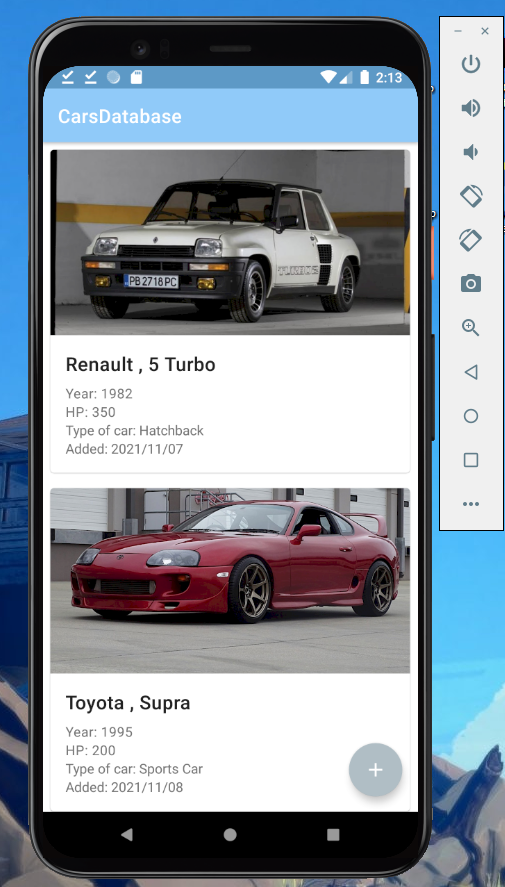 2:13
CarsDatabase
TURBO 5
PB 2718 PC
Renault , 5 Turbo
Year: 1982
HP: 350
Type of car: Hatchback
Added: 2021/11/07
Toyota , Supra
Year: 1995
HP: 200
Type of car: Sports Car
Added: 2021/11/08